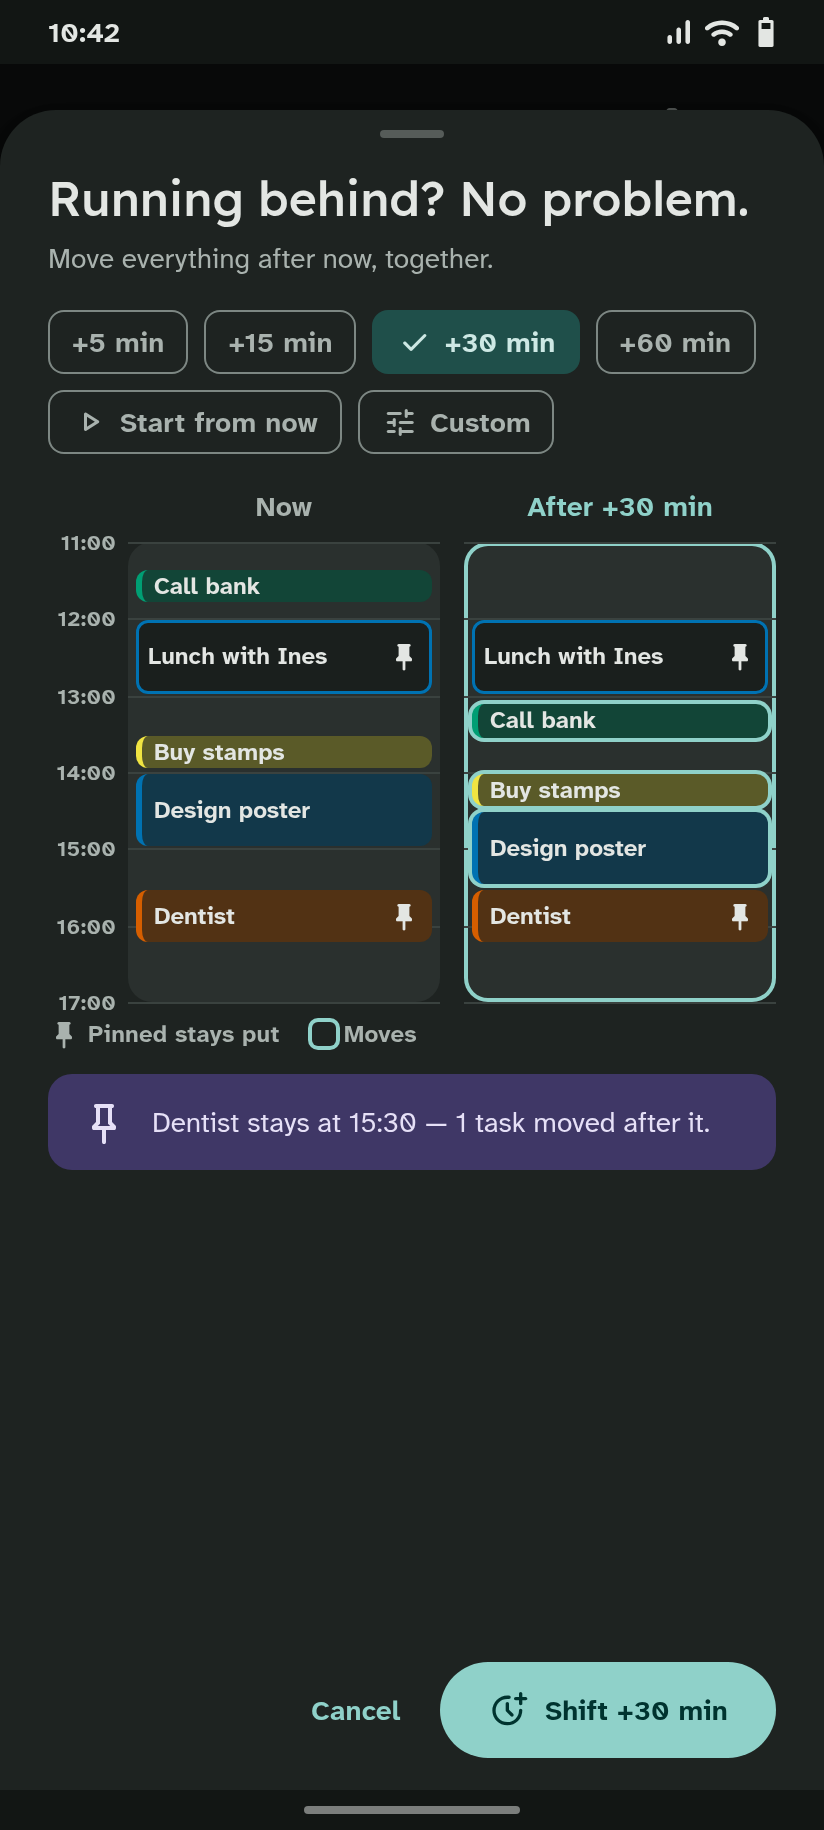 10:42
Running behind? No problem.
Move everything after now, together.
+5 min +15 min +30 min +60 min
Start from now Custom
Now After +30 min
11:00
Call bank
12:00
Lunch with Ines Lunch with Ines
13:00
Call bank
Buy stamps
14:00
Buy stamps
Design poster
15:00
Design poster
Dentist Dentist
16:00
17:00
Pinned stays put Moves
Dentist stays at 15:30 — 1 task moved after it.
Cancel Shift +30 min